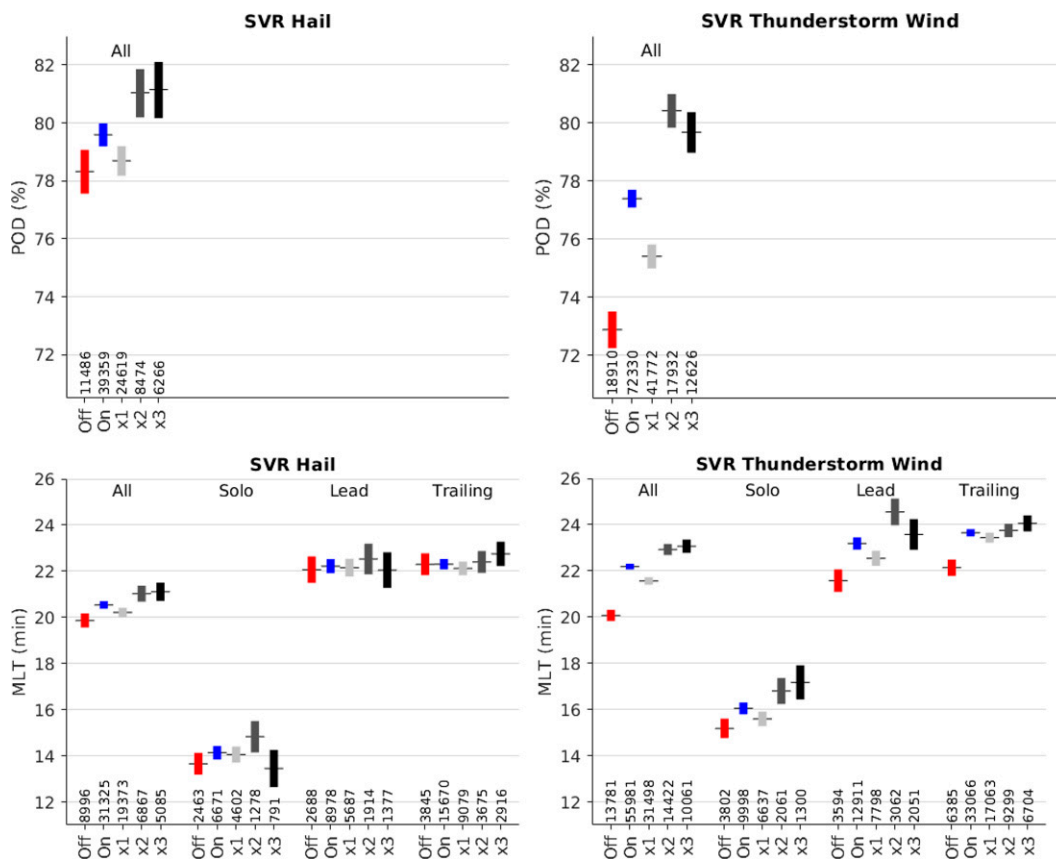 SVR Hail
All
82
80
78
76
74
72
POD (%)
11486
39359
24619
8474
6266
Off
On
x1
x2
x3
SVR Thunderstorm Wind
All
82
80
78
76
74
72
POD (%)
18910
72330
41772
17932
12626
Off
On
x1
x2
x3
SVR Hail
26
24
22
20
18
16
14
12
MLT (min)
All Solo Lead Trailing
8996 31325 19373 6867 5085 2463 6671 4602 1278 791 2688 8978 5687 1914 1377 3845 15670 9079 3675 2916
Off On x1 x2 x3 Off On x1 x2 x3 Off On x1 x2 x3 Off On x1 x2 x3
SVR Thunderstorm Wind
26
24
22
20
18
16
14
12
MLT (min)
All Solo Lead Trailing
13781 55981 31498 14422 10061 3802 9998 6637 2061 1300 3594 12911 7798 3062 2051 6385 33066 17063 9299 6704
Off On x1 x2 x3 Off On x1 x2 x3 Off On x1 x2 x3 Off On x1 x2 x3